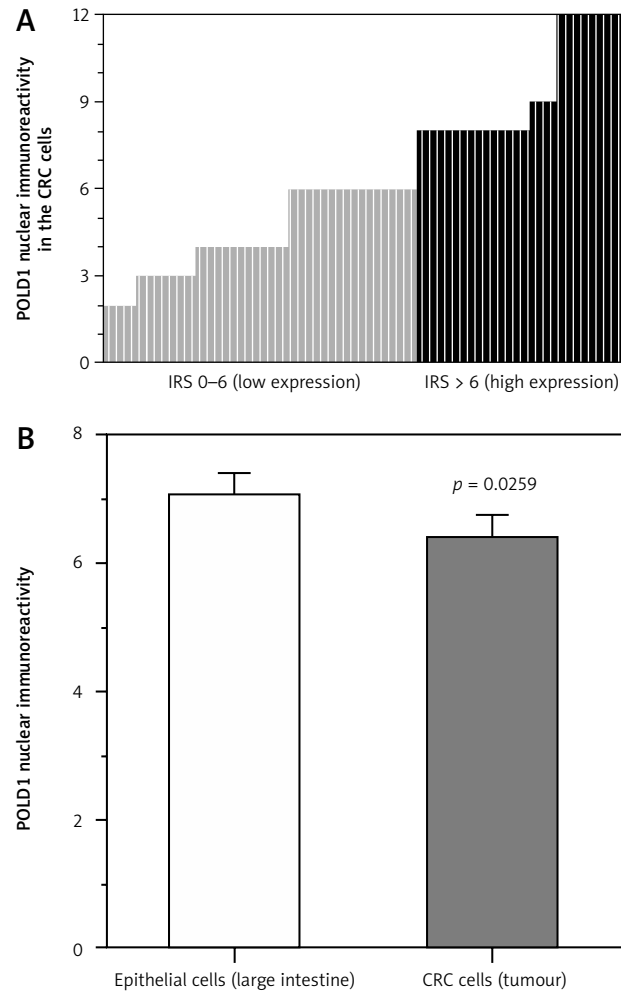 A
POLD1 nuclear immunoreactivity
in the CRC cells
12
9
6
3
0
IRS 0–6 (low expression)
IRS > 6 (high expression)
B
POLD1 nuclear immunoreactivity
8
6
4
2
0
p = 0.0259
Epithelial cells (large intestine)
CRC cells (tumour)